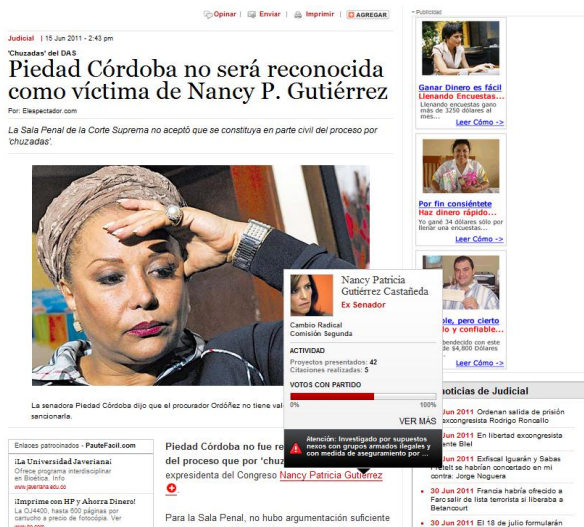 Opinar | Enviar | Imprimir | AGREGAR
Judicial | 15 Jun 2011 - 2:43 pm
'Chuzadas' del DAS
Piedad Córdoba no será reconocida
como víctima de Nancy P. Gutiérrez
Por: Elespectador.com
La Sala Penal de la Corte Suprema no aceptó que se constituya en parte civil del proceso por
'chuzadas'.
La senadora Piedad Córdoba dijo que el procurador Ordóñez no tiene
sancionarla.
Nancy Patricia
Gutiérrez Castañeda
Ex Senador
Cambio Radical
Comisión Segunda
ACTIVIDAD
Proyectos presentados: 42
Citaciones realizadas: 5
VOTOS CON PARTIDO
0% 100%
VER MÁS
Atención: Investigado por supuestos
nexos con grupos armados ilegales y
con medida de aseguramiento por ...
Enlaces patrocinados - PauteFacil.com
¡La Universidad Javeriana!
Ofrece programa interdisciplinar
en Bioética. Info
www.javeriana.edu.co
¡Imprime con HP y Ahorra Dinero!
La CJ4400, hasta 600 páginas por
cartucho a precio de fotocopia. Ver
Piedad Córdoba no fue
del proceso que por
expresidenta del Congreso Nancy Patricia Gutiérrez
Para la Sala Penal, no hubo argumentación suficiente
Publicidad
Ganar Dinero es fácil
Llenando Encuestas...
Llenando encuestas gano
más de 3250 dólares al
mes...
Leer Cómo ->
Por fin consiéntete
Haz dinero rápido...
Yo gané 34 dólares sólo por
llenar una encuestas...
Leer Cómo ->
pero cierto
y confiable...
con este
de $4,800 Dólares
Leer Cómo ->
noticias de Judicial
Jun 2011 Ordenan salida de prisión
excongresista Rodrigo Roncallo
Jun 2011 En libertad excongresista
Biel
Jun 2011 Exfiscal Iguarán y Sabas
se habrían concertado en mi
contra: Jorge Noguera
30 Jun 2011 Francia habría ofrecido a
Farc salir de lista terrorista si liberaba a
Betancourt
30 Jun 2011 El 18 de julio formularán